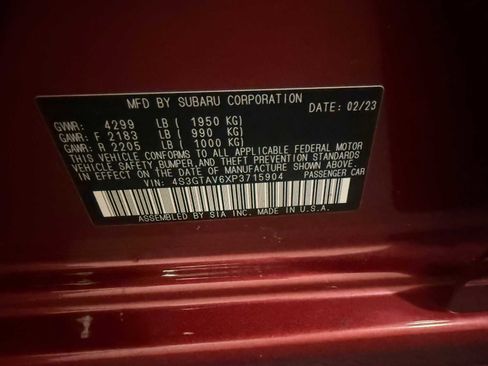 MFD BY SUBARU CORPORATION
DATE: 02/23
GVWR: 4299 LB ( 1950 KG)
GAWR: F 2183 LB ( 990 KG)
GAWR: R 2205 LB ( 1000 KG)
THIS VEHICLE CONFORMS TO ALL APPLICABLE FEDERAL MOTOR
VEHICLE SAFETY,BUMPER,AND THEFT PREVENTION STANDARDS
IN EFFECT ON THE DATE OF MANUFACTURE SHOWN ABOVE.
VIN: 4S3GTAV6XP3715904 PASSENGER CAR
ASSEMBLED BY SIA INC. MADE IN U.S.A.